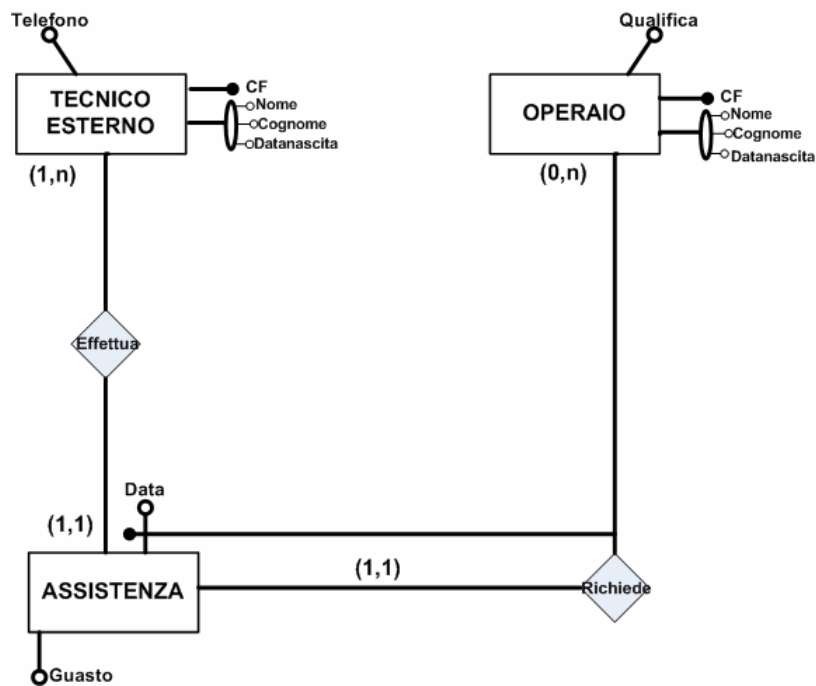 Telefono
Qualifica
TECNICO
ESTERNO
CF
Nome
Cognome
Datanascita
OPERAIO
CF
Nome
Cognome
Datanascita
(1,n)
(0,n)
Effettua
Data
(1,1)
(1,1)
ASSISTENZA
Richiede
Guasto